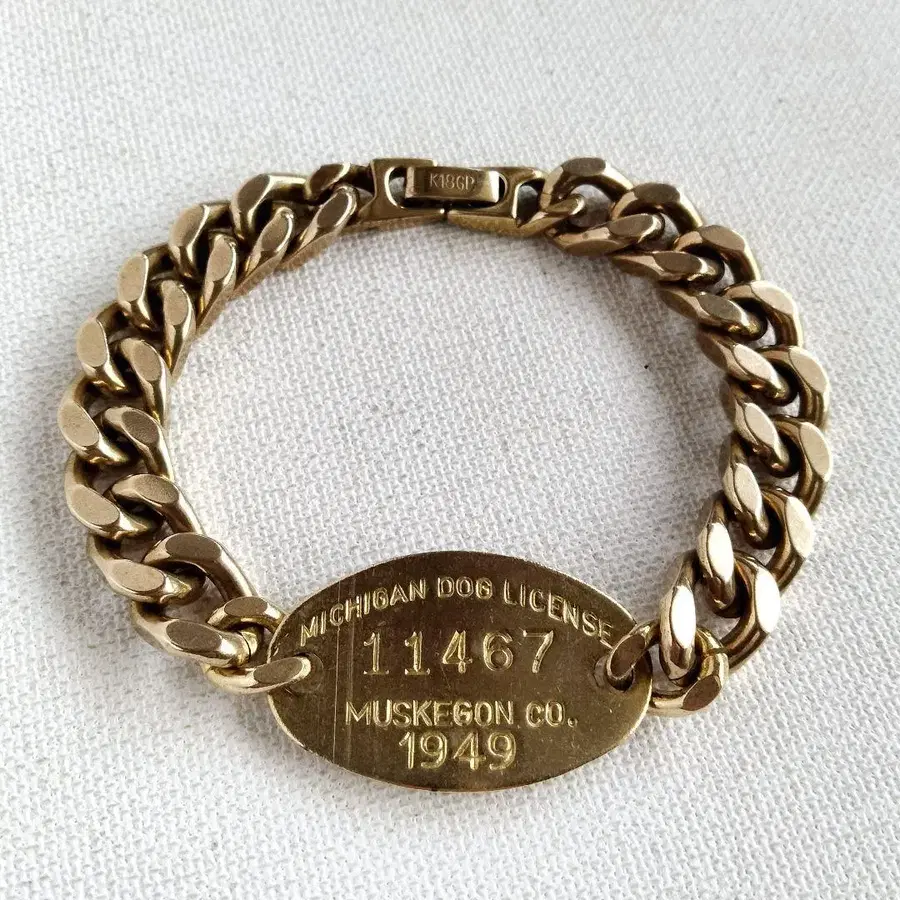 K18GP
MICHIGAN DOG LICENSE
11467
MUSKEGON CO.
1949